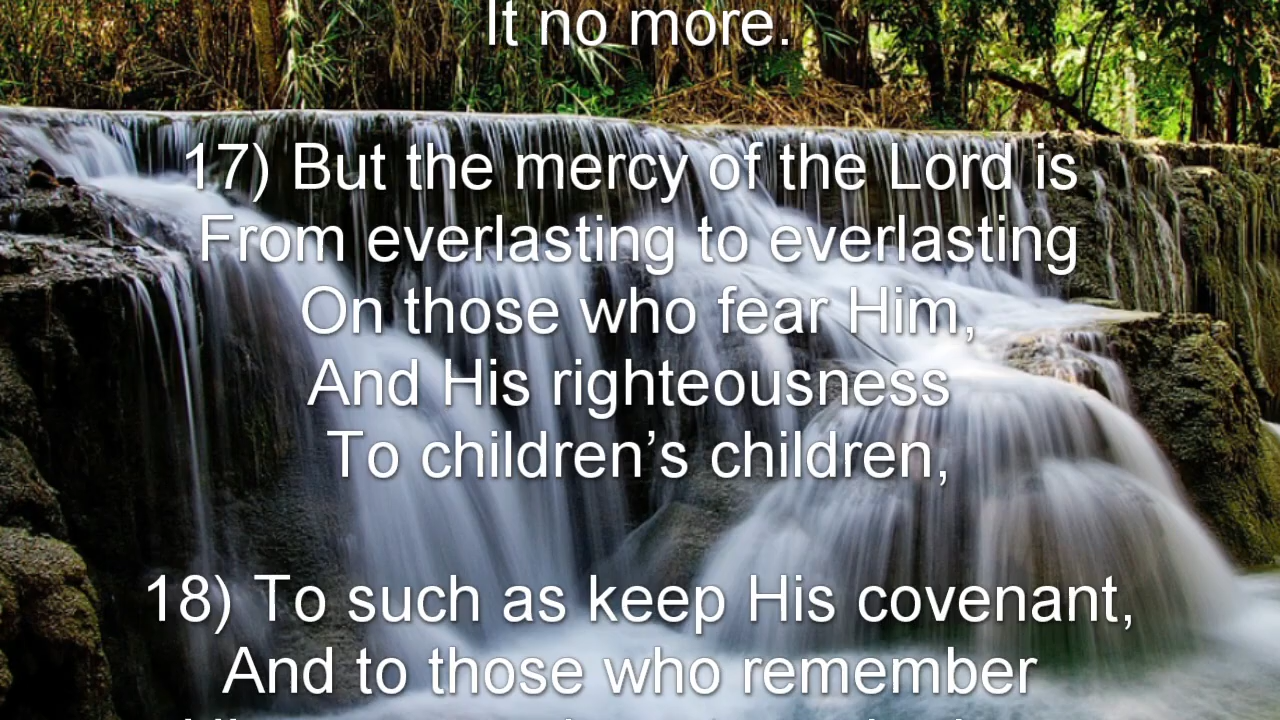 It no more.
17) But the mercy of the Lord is
From everlasting to everlasting
On those who fear Him,
And His righteousness
To children’s children,
18) To such as keep His covenant,
And to those who remember